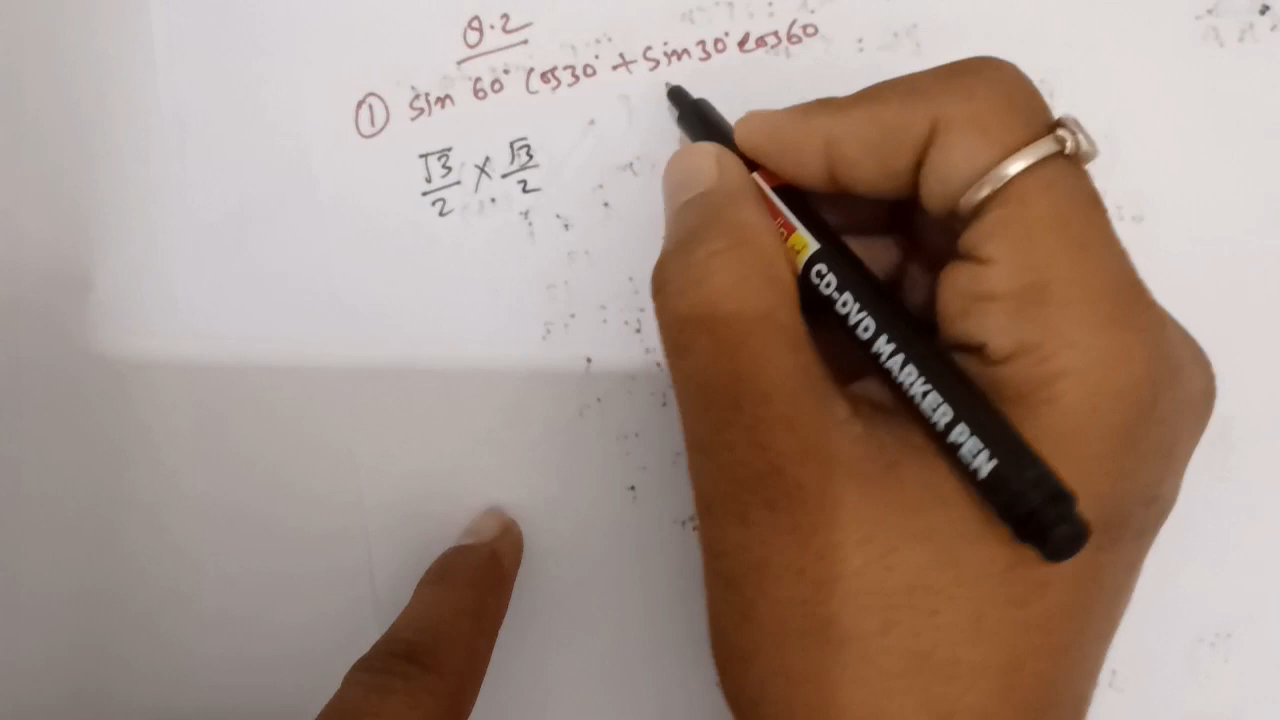 Q.2
① Sin 60° Cos30° + Sin30° Cos60
√3/2 × √3/2
CD-DVD MARKER PEN